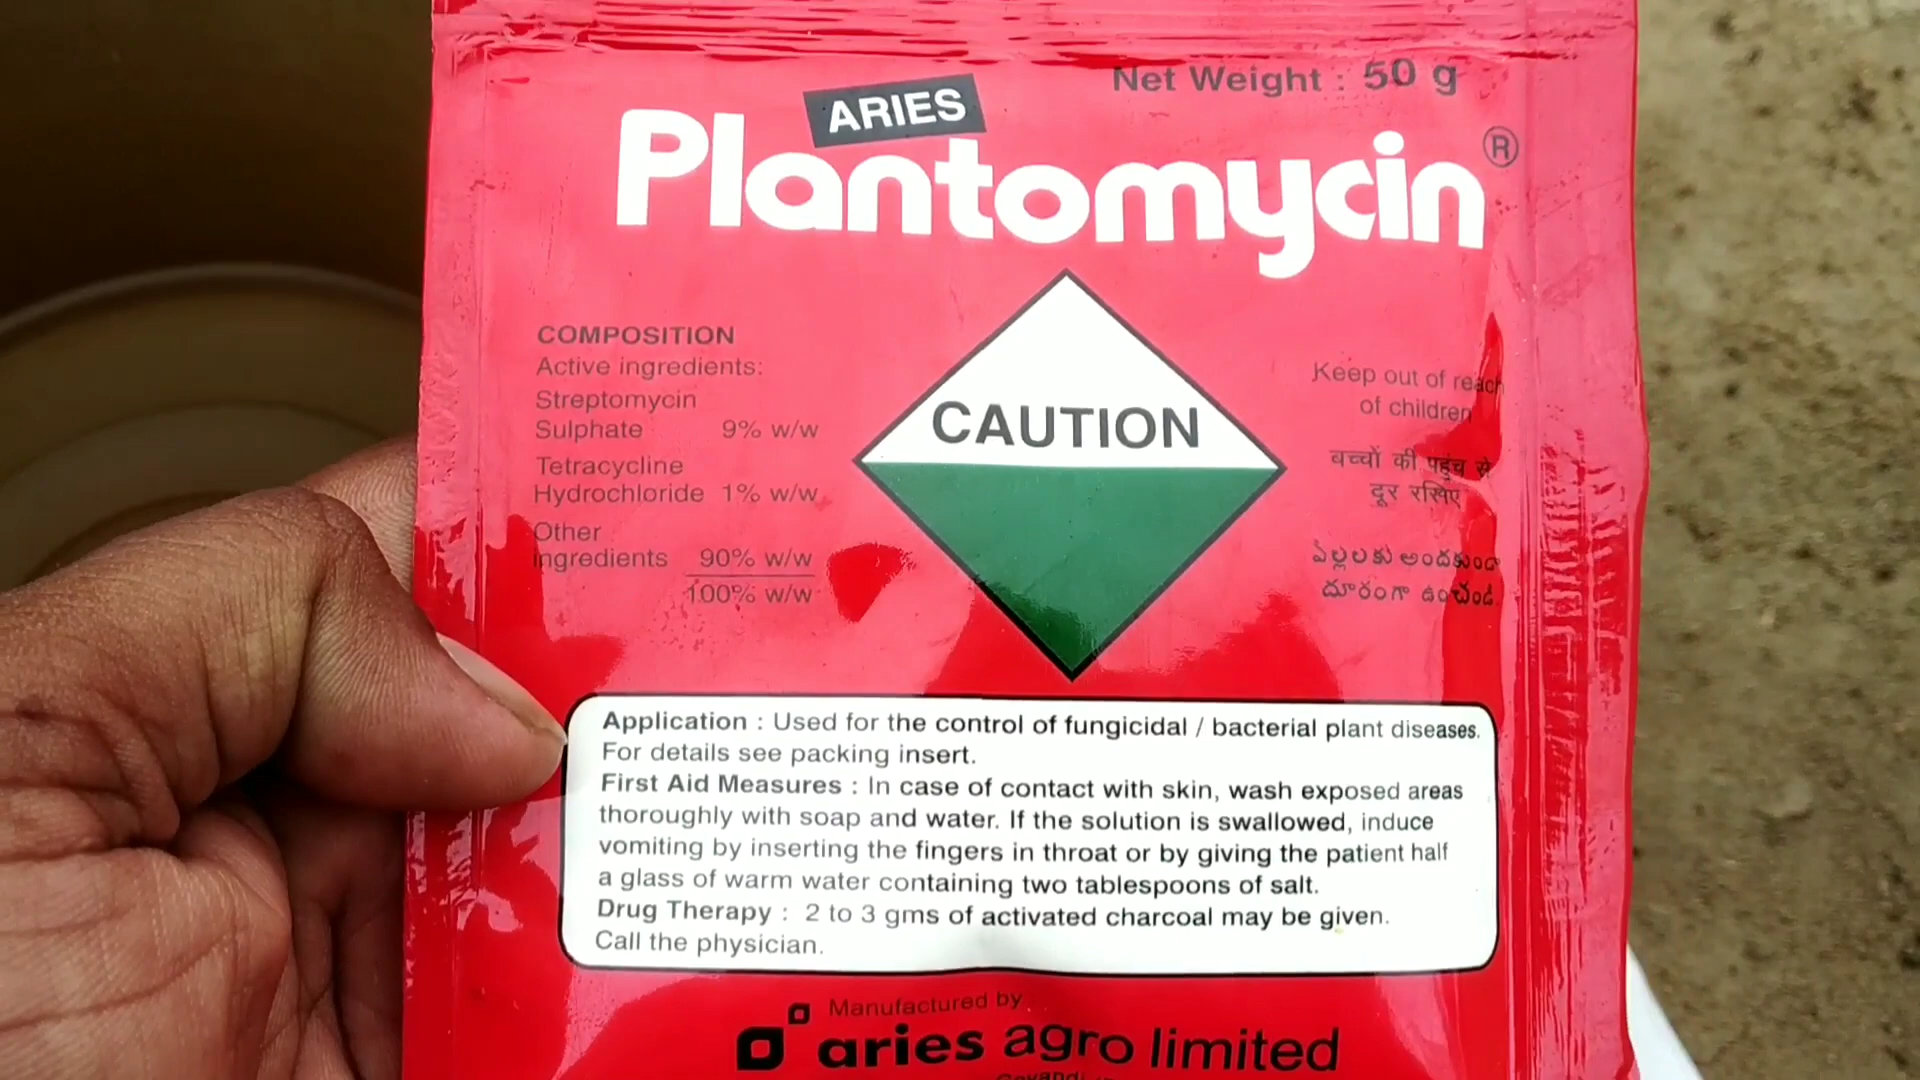 Net Weight : 50 g
ARIES
Plantomycin ®
COMPOSITION
Active ingredients:
Streptomycin
Sulphate 9% w/w
Tetracycline
Hydrochloride 1% w/w
Other
ingredients 90% w/w
100% w/w
CAUTION
Keep out of reach
of children
बच्चों की पहुंच से
दूर रखिए
పిల్లలకు అందకుండా
దూరంగా ఉంచండి
Application : Used for the control of fungicidal / bacterial plant diseases.
For details see packing insert.
First Aid Measures : In case of contact with skin, wash exposed areas
thoroughly with soap and water. If the solution is swallowed, induce
vomiting by inserting the fingers in throat or by giving the patient half
a glass of warm water containing two tablespoons of salt.
Drug Therapy : 2 to 3 gms of activated charcoal may be given.
Call the physician.
Manufactured by
aries agro limited